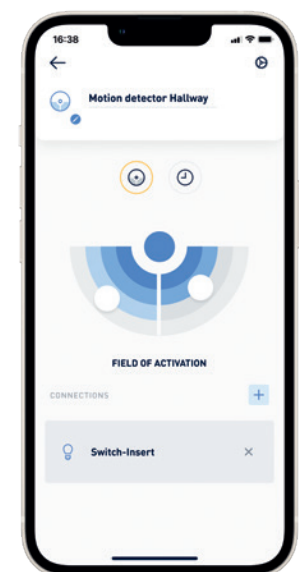 16:38
Motion detector Hallway
FIELD OF ACTIVATION
CONNECTIONS
Switch-Insert